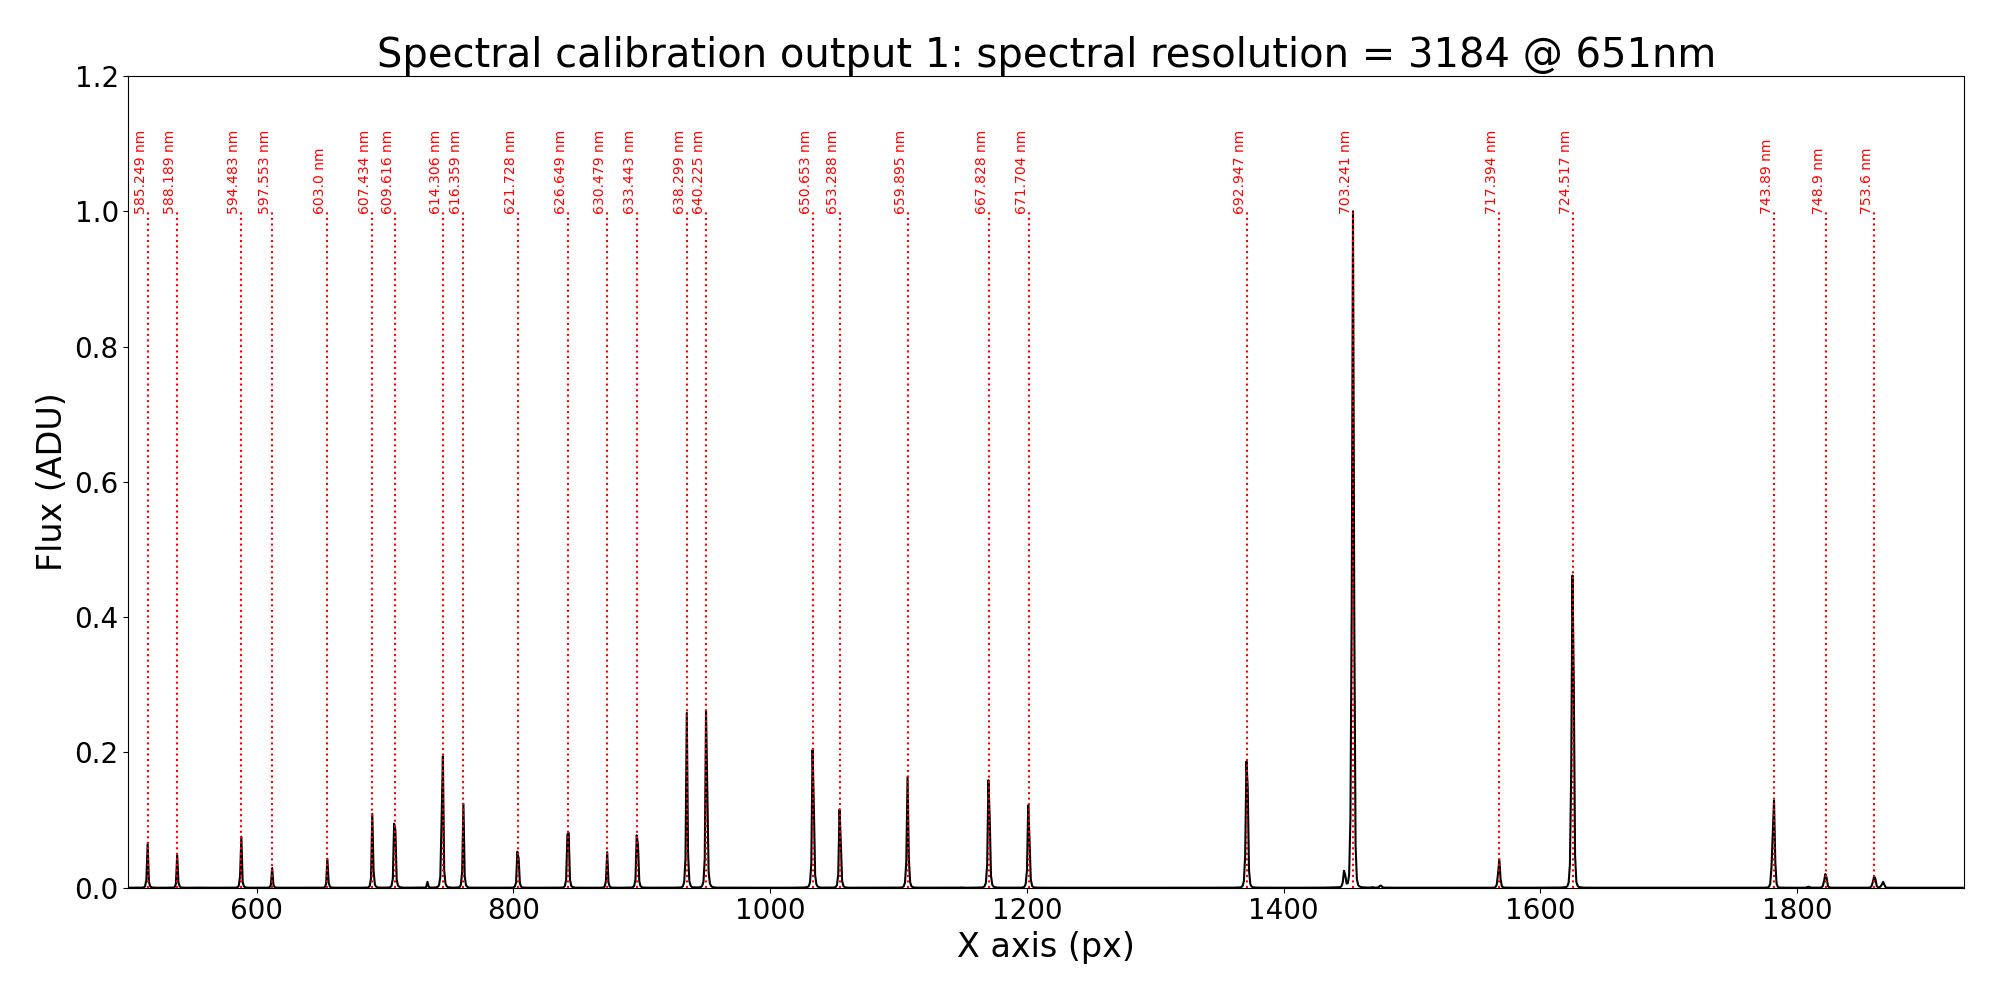 Spectral calibration output 1: spectral resolution = 3184 @ 651nm
1.2
1.0
0.8
0.6
0.4
0.2
0.0
Flux (ADU)
585.249 nm
588.189 nm
594.483 nm
597.553 nm
603.0 nm
607.434 nm
609.616 nm
614.306 nm
616.359 nm
621.728 nm
626.649 nm
630.479 nm
633.443 nm
638.299 nm
640.225 nm
650.653 nm
653.288 nm
659.895 nm
667.828 nm
671.704 nm
692.947 nm
703.241 nm
717.394 nm
724.517 nm
743.89 nm
748.9 nm
753.6 nm
600
800
1000
1200
1400
1600
1800
X axis (px)